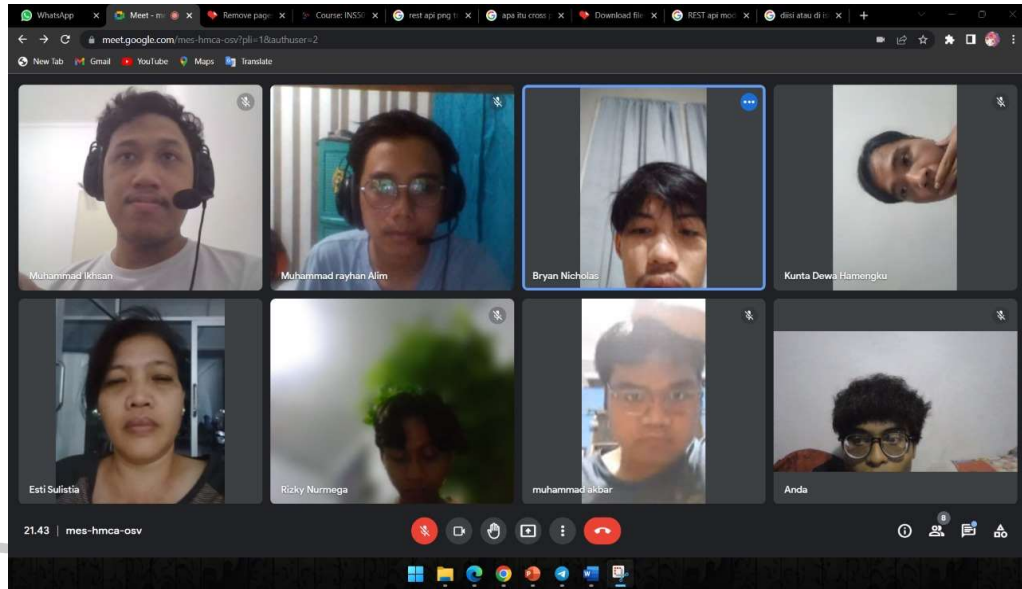 WhatsApp
Meet - m
Remove page
Course: INS50
rest api png t
apa itu cross p
Download file
REST api mod
diisi atau di is
meet.google.com/mes-hmca-osv?pli=1&authuser=2
New Tab
Gmail
YouTube
Maps
Translate
Muhammad Ikhsan
Muhammad rayhan Alim
Bryan Nicholas
Kunta Dewa Hamengku
Esti Sulistia
Rizky Nurmega
muhammad akbar
Anda
21.43 | mes-hmca-osv
8